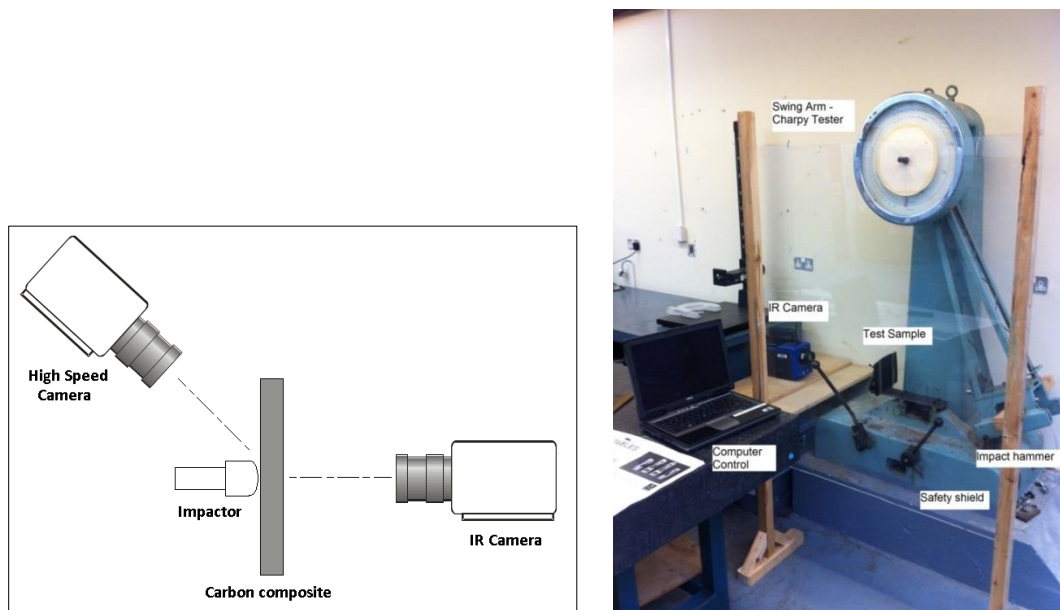 High Speed
Camera
Impactor
IR Camera
Carbon composite
Swing Arm -
Charpy Tester
IR Camera
Test Sample
Computer
Control
Impact hammer
Safety shield